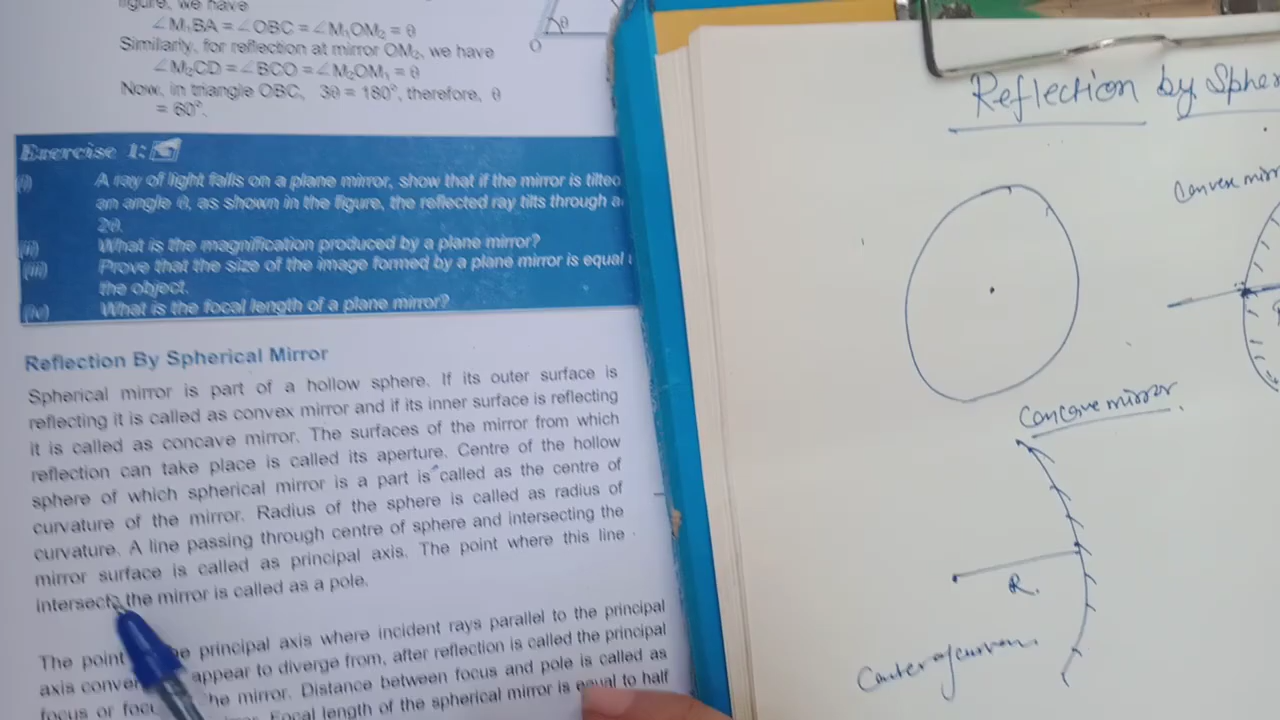 figure, we have
∠M₁BA = ∠OBC = ∠M₁OM₂ = θ
Similarly, for reflection at mirror OM₂, we have
∠M₂CD = ∠BCO = ∠M₂OM₁ = θ
Now, in triangle OBC, 3θ = 180°, therefore, θ
= 60°.
θ
O
Exercise 1:
(i) A ray of light falls on a plane mirror, show that if the mirror is tilted
an angle θ, as shown in the figure, the reflected ray tilts through a
2θ.
(ii) What is the magnification produced by a plane mirror?
(iii) Prove that the size of the image formed by a plane mirror is equal
the object.
(iv) What is the focal length of a plane mirror?
Reflection By Spherical Mirror
Spherical mirror is part of a hollow sphere. If its outer surface is
reflecting it is called as convex mirror and if its inner surface is reflecting
it is called as concave mirror. The surfaces of the mirror from which
reflection can take place is called its aperture. Centre of the hollow
sphere of which spherical mirror is a part is called as the centre of
curvature of the mirror. Radius of the sphere is called as radius of
curvature. A line passing through centre of sphere and intersecting the
mirror surface is called as principal axis. The point where this line
intersects the mirror is called as a pole.
The point principal axis where incident rays parallel to the principal
axis appear to diverge from, after reflection is called the principal
focus or the mirror. Distance between focus and pole is called as
Focal length of the spherical mirror is equal to half
Reflection by Spher
Convex mirr
Concave mirror
R.